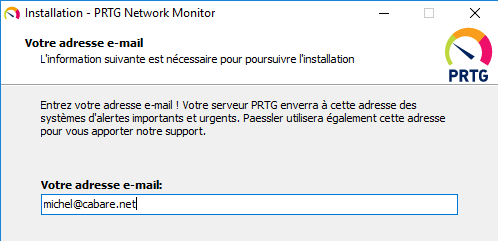 Installation - PRTG Network Monitor
Votre adresse e-mail
L'information suivante est nécessaire pour poursuivre l'installation
PRTG
Entrez votre adresse e-mail ! Votre serveur PRTG enverra à cette adresse des
systèmes d'alertes importants et urgents. Paessler utilisera également cette adresse
pour vous apporter notre support.
Votre adresse e-mail:
michel@cabare.net